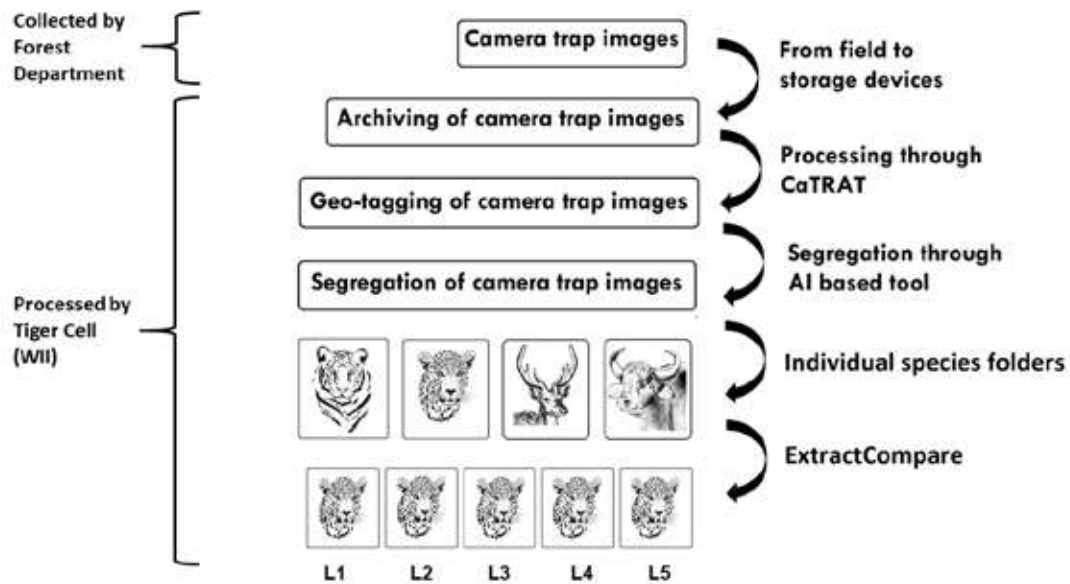 Collected by
Forest
Department
Camera trap images
From field to
storage devices
Archiving of camera trap images
Processing through
CaTRAT
Geo-tagging of camera trap images
Segregation through
AI based tool
Segregation of camera trap images
Processed by
Tiger Cell
(WII)
Individual species folders
ExtractCompare
L1 L2 L3 L4 L5